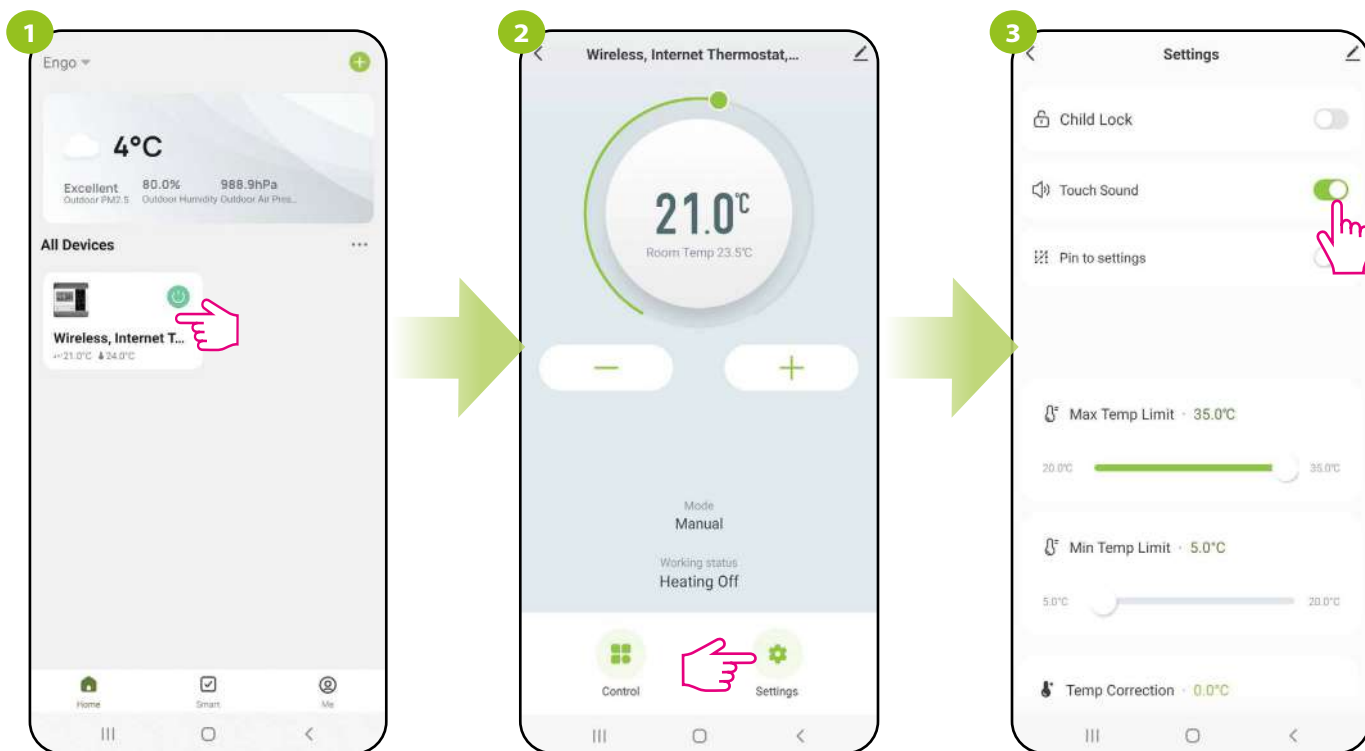 1
Engo
4°C
Excellent 80.0% 988.9hPa
Outdoor PM2.5 Outdoor Humidity Outdoor Air Pres...
All Devices
Wireless, Internet T...
21.0°C 24.0°C
Home Smart Me
2
Wireless, Internet Thermostat,...
21.0°C
Room Temp 23.5°C
Mode
Manual
Working status
Heating Off
Control Settings
3
Settings
Child Lock
Touch Sound
Pin to settings
Max Temp Limit · 35.0°C
20.0°C 35.0°C
Min Temp Limit · 5.0°C
5.0°C 20.0°C
Temp Correction · 0.0°C